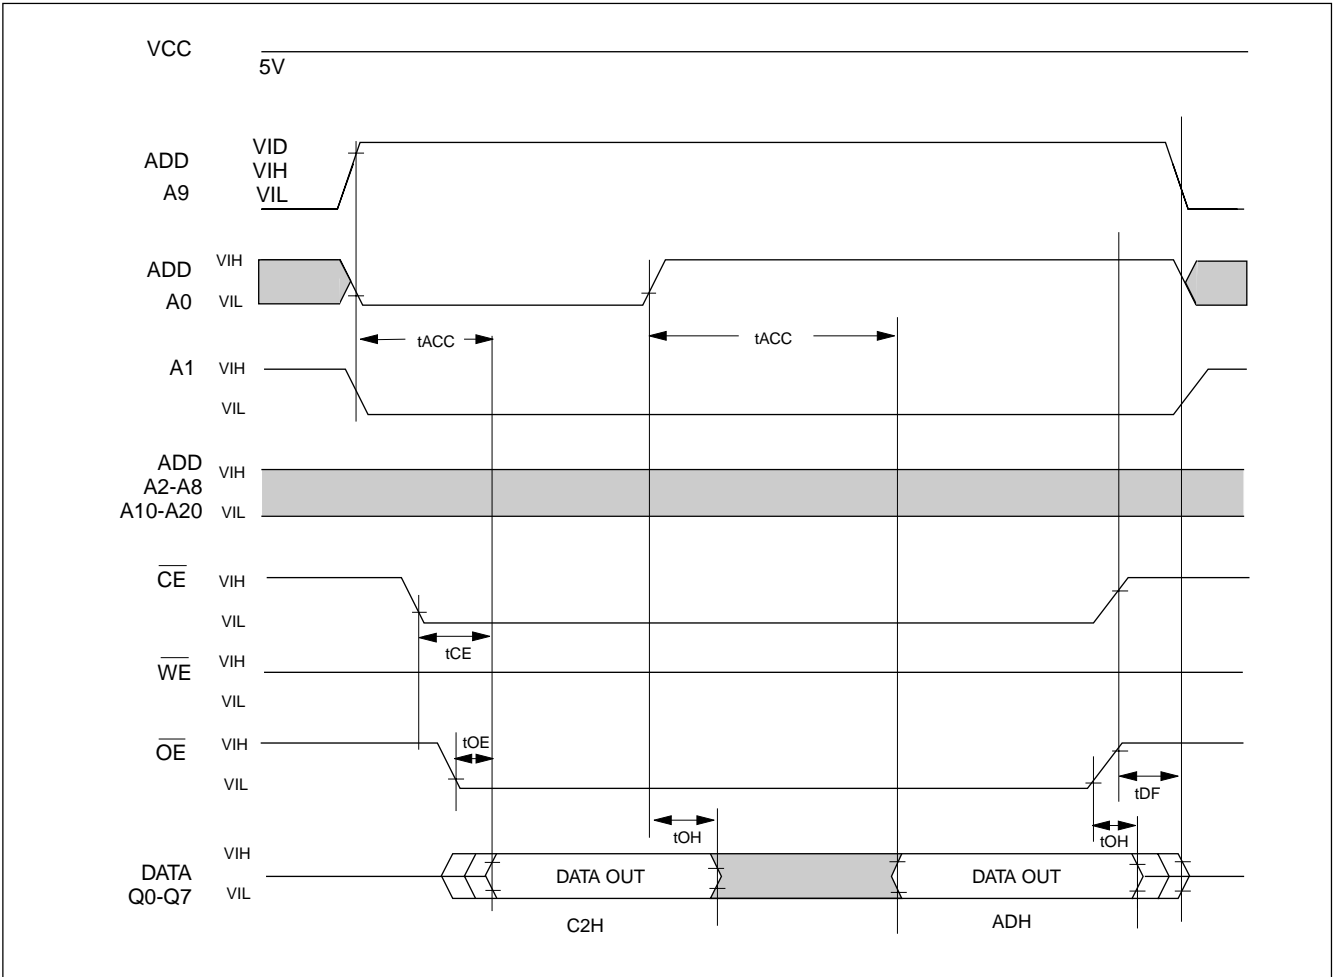 VCC
5V
ADD
A9
VID
VIH
VIL
ADD
A0
VIH
VIL
tACC
tACC
A1
VIH
VIL
ADD
A2-A8
A10-A20
VIH
VIL
CE
VIH
VIL
tCE
WE
VIH
VIL
OE
VIH
VIL
tOE
tDF
tOH
tOH
DATA
Q0-Q7
VIH
VIL
DATA OUT
DATA OUT
C2H
ADH